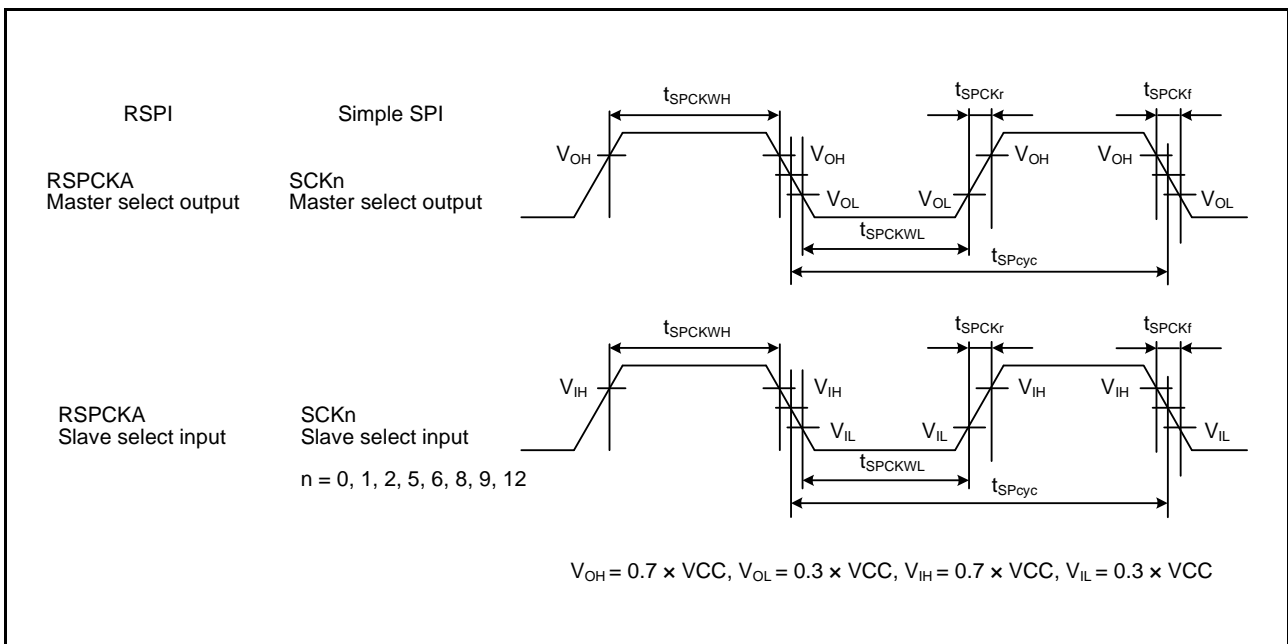 RSPI
Simple SPI
tSPCKWH
tSPCKr
tSPCKf
VOH
VOH
VOH
VOH
RSPCKA
Master select output
SCKn
Master select output
VOL
VOL
VOL
tSPCKWL
tSPcyc
tSPCKWH
tSPCKr
tSPCKf
VIH
VIH
VIH
VIH
RSPCKA
Slave select input
SCKn
Slave select input
VIL
VIL
VIL
n = 0, 1, 2, 5, 6, 8, 9, 12
tSPCKWL
tSPcyc
VOH = 0.7 × VCC, VOL = 0.3 × VCC, VIH = 0.7 × VCC, VIL = 0.3 × VCC